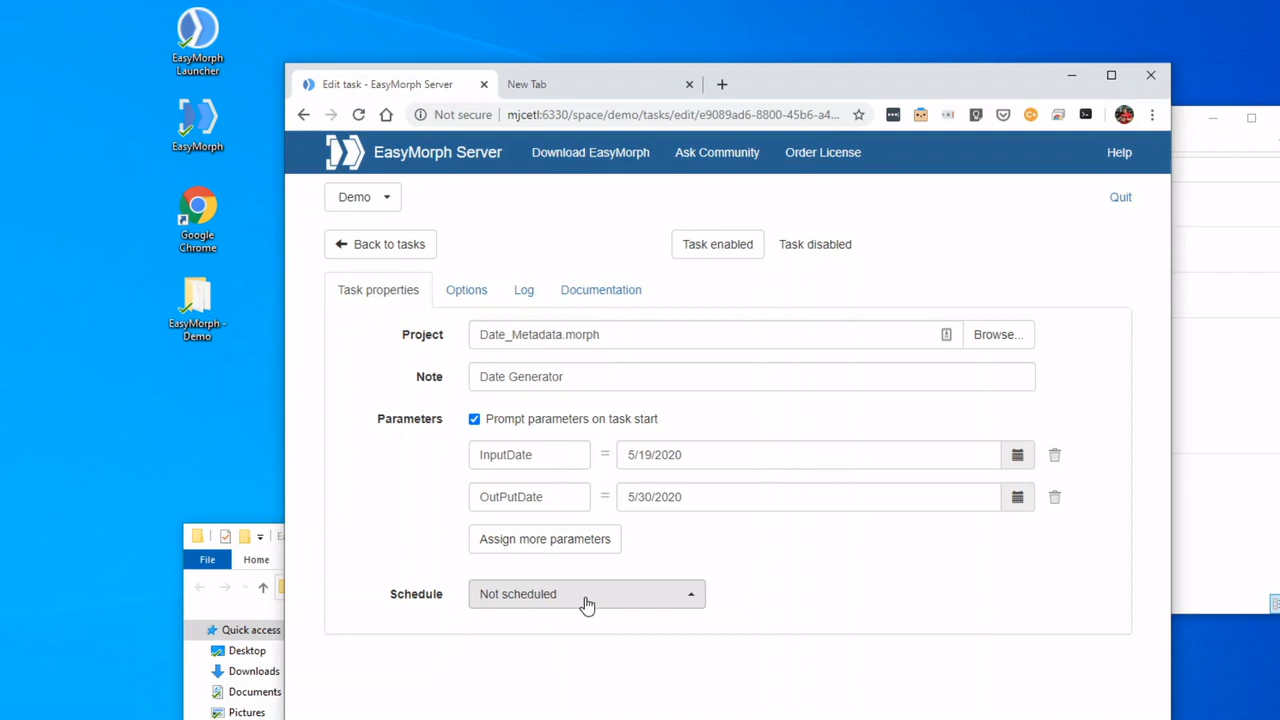 EasyMorph
Launcher
EasyMorph
Google
Chrome
EasyMorph -
Demo
Edit task - EasyMorph Server
New Tab
Not secure
mjcetl:6330/space/demo/tasks/edit/e9089ad6-8800-45b6-a4...
EasyMorph Server
Download EasyMorph
Ask Community
Order License
Help
Demo
Quit
Back to tasks
Task enabled
Task disabled
Task properties
Options
Log
Documentation
Project
Date_Metadata.morph
Browse...
Note
Date Generator
Parameters
Prompt parameters on task start
InputDate
=
5/19/2020
OutPutDate
=
5/30/2020
Assign more parameters
Schedule
Not scheduled
File
Home
Quick access
Desktop
Downloads
Documents
Pictures